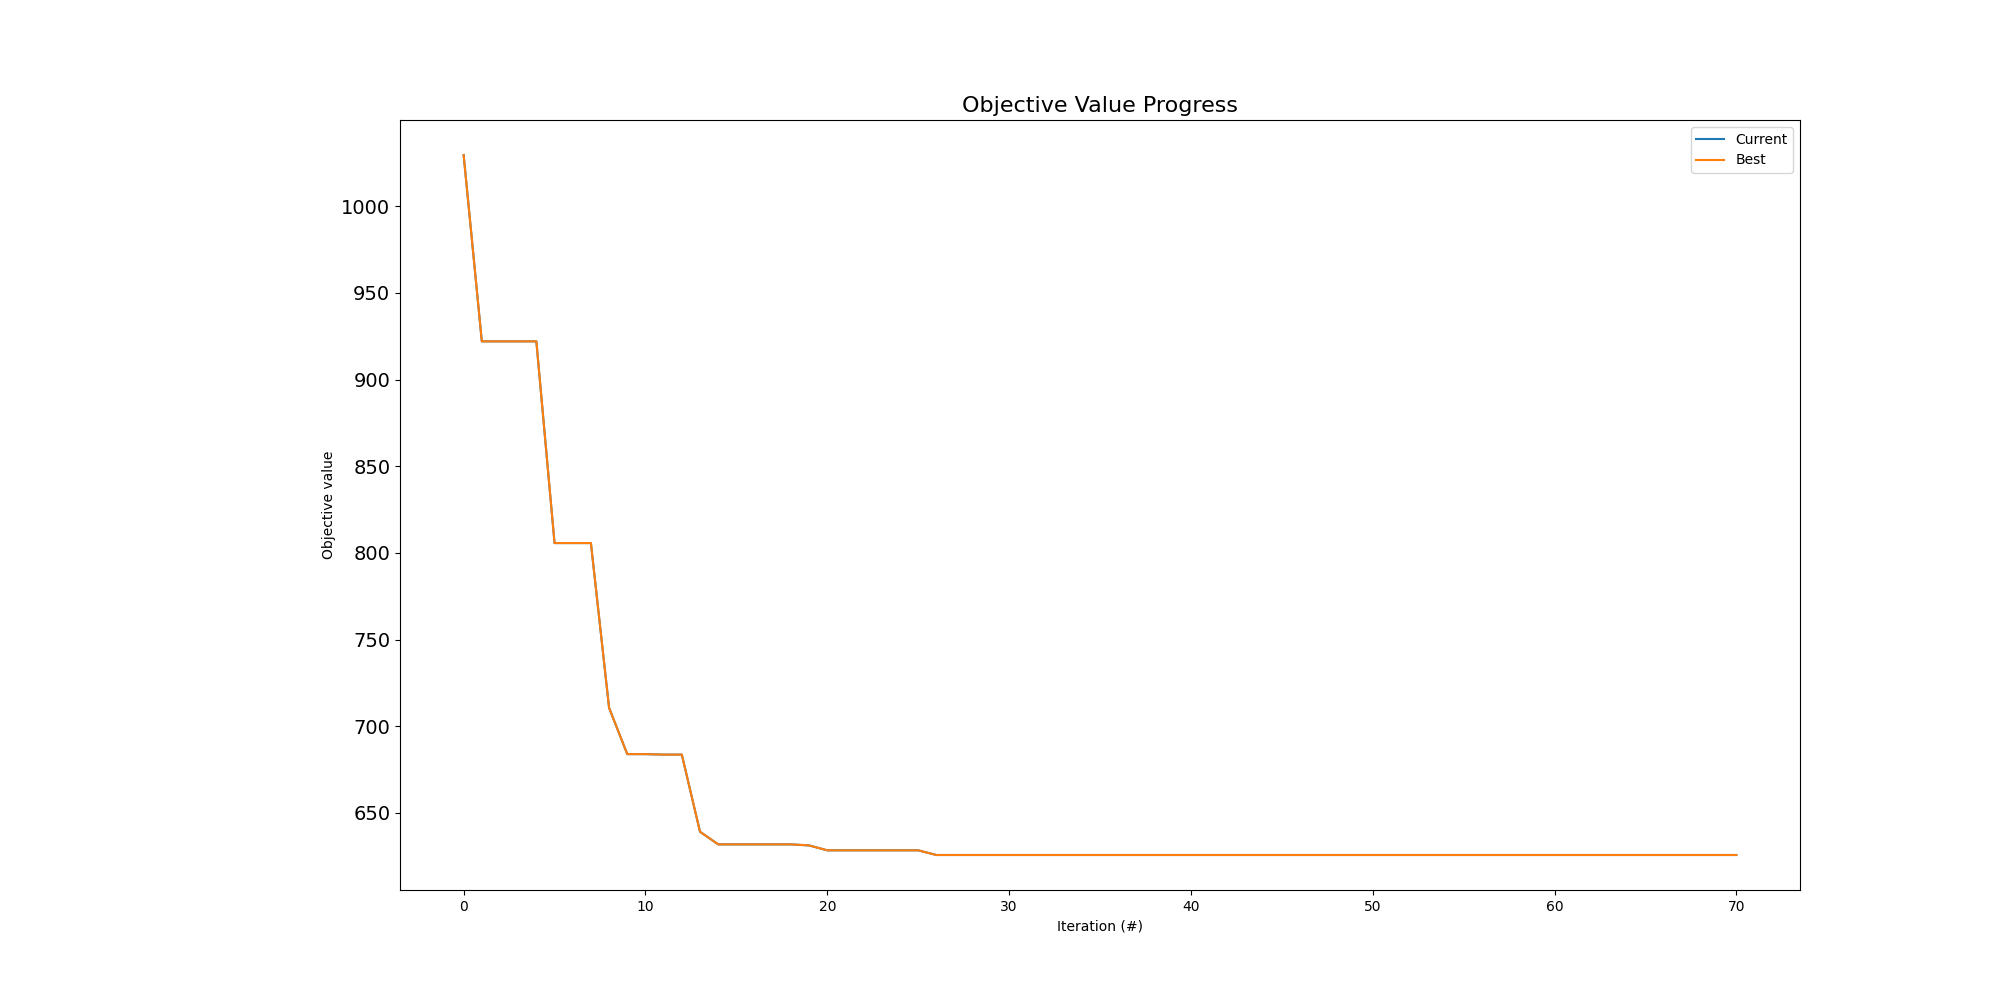 Objective Value Progress
Current
Best
1000
950
900
850
800
750
700
650
Objective value
0 10 20 30 40 50 60 70
Iteration (#)